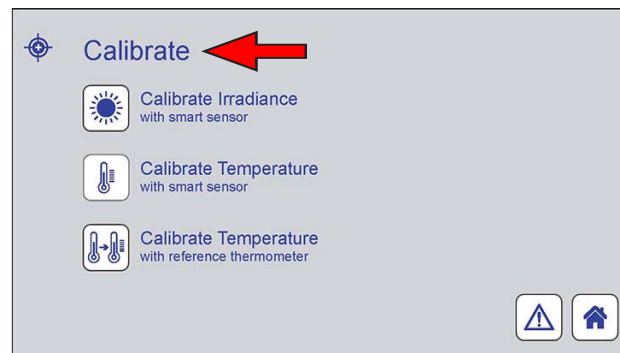 Calibrate
Calibrate Irradiance
with smart sensor
Calibrate Temperature
with smart sensor
Calibrate Temperature
with reference thermometer